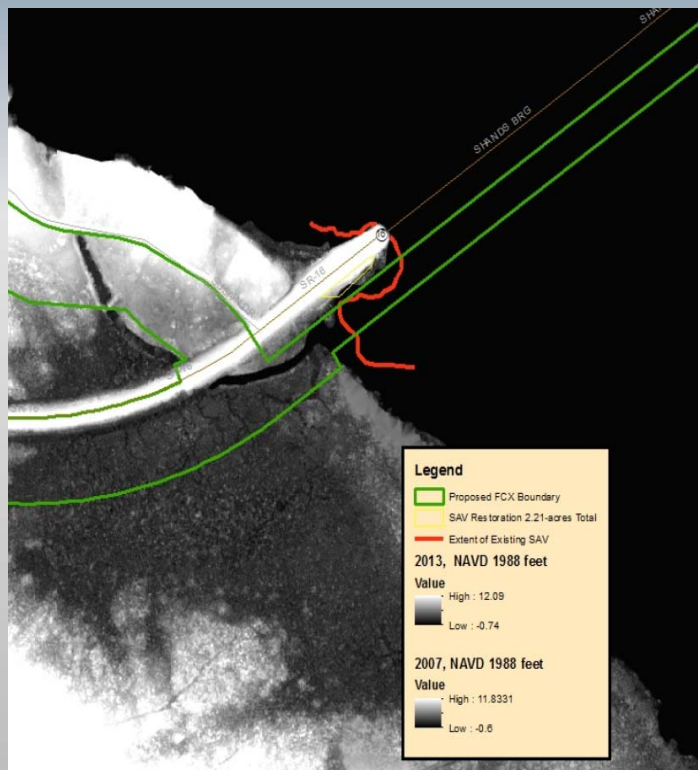 SHANDS BRG
SR-16
Legend
Proposed FCX Boundary
SAV Restoration 2.21-acres Total
Extent of Existing SAV
2013, NAVD 1988 feet
Value
High : 12.09
Low : -0.74
2007, NAVD 1988 feet
Value
High : 11.8331
Low : -0.6